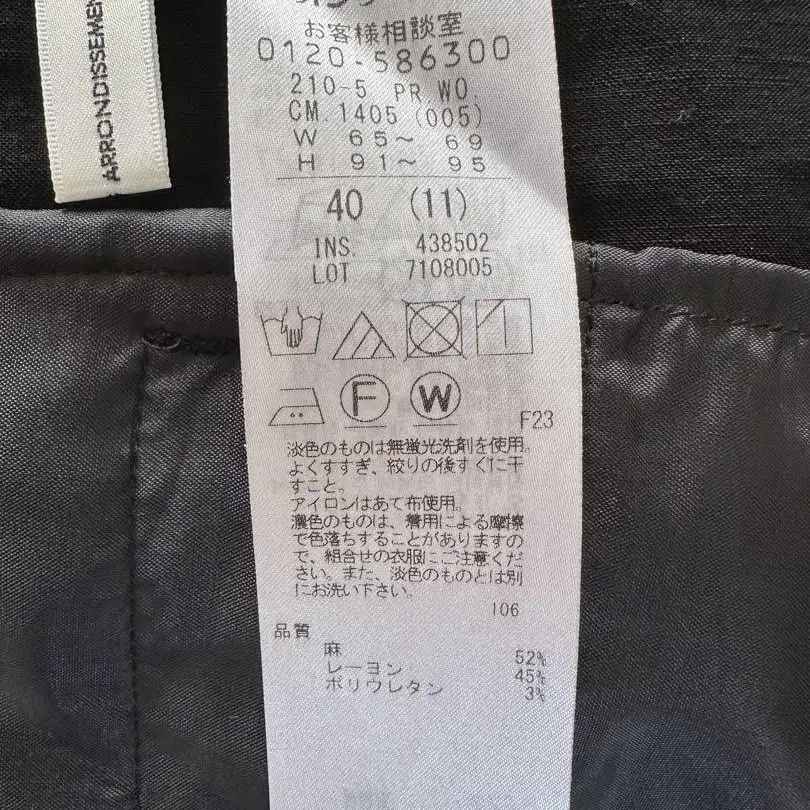 ARRONDISSEMEN
お客様相談室
0120-586300
210-5 PR.WO.
CM.1405 (005)
W 65～ 69
H 91～ 95
40 (11)
INS. 438502
LOT 7108005
F W
F23
淡色のものは無蛍光洗剤を使用。
よくすすぎ、絞りの後すぐに干
すこと。
アイロンはあて布使用。
濃色のものは、着用による摩擦
で色落ちすることがありますの
で、組合せの衣服にご注意くだ
さい。また、淡色のものとは別
にお洗い下さい。
106
品質
麻 52%
レーヨン 45%
ポリウレタン 3%